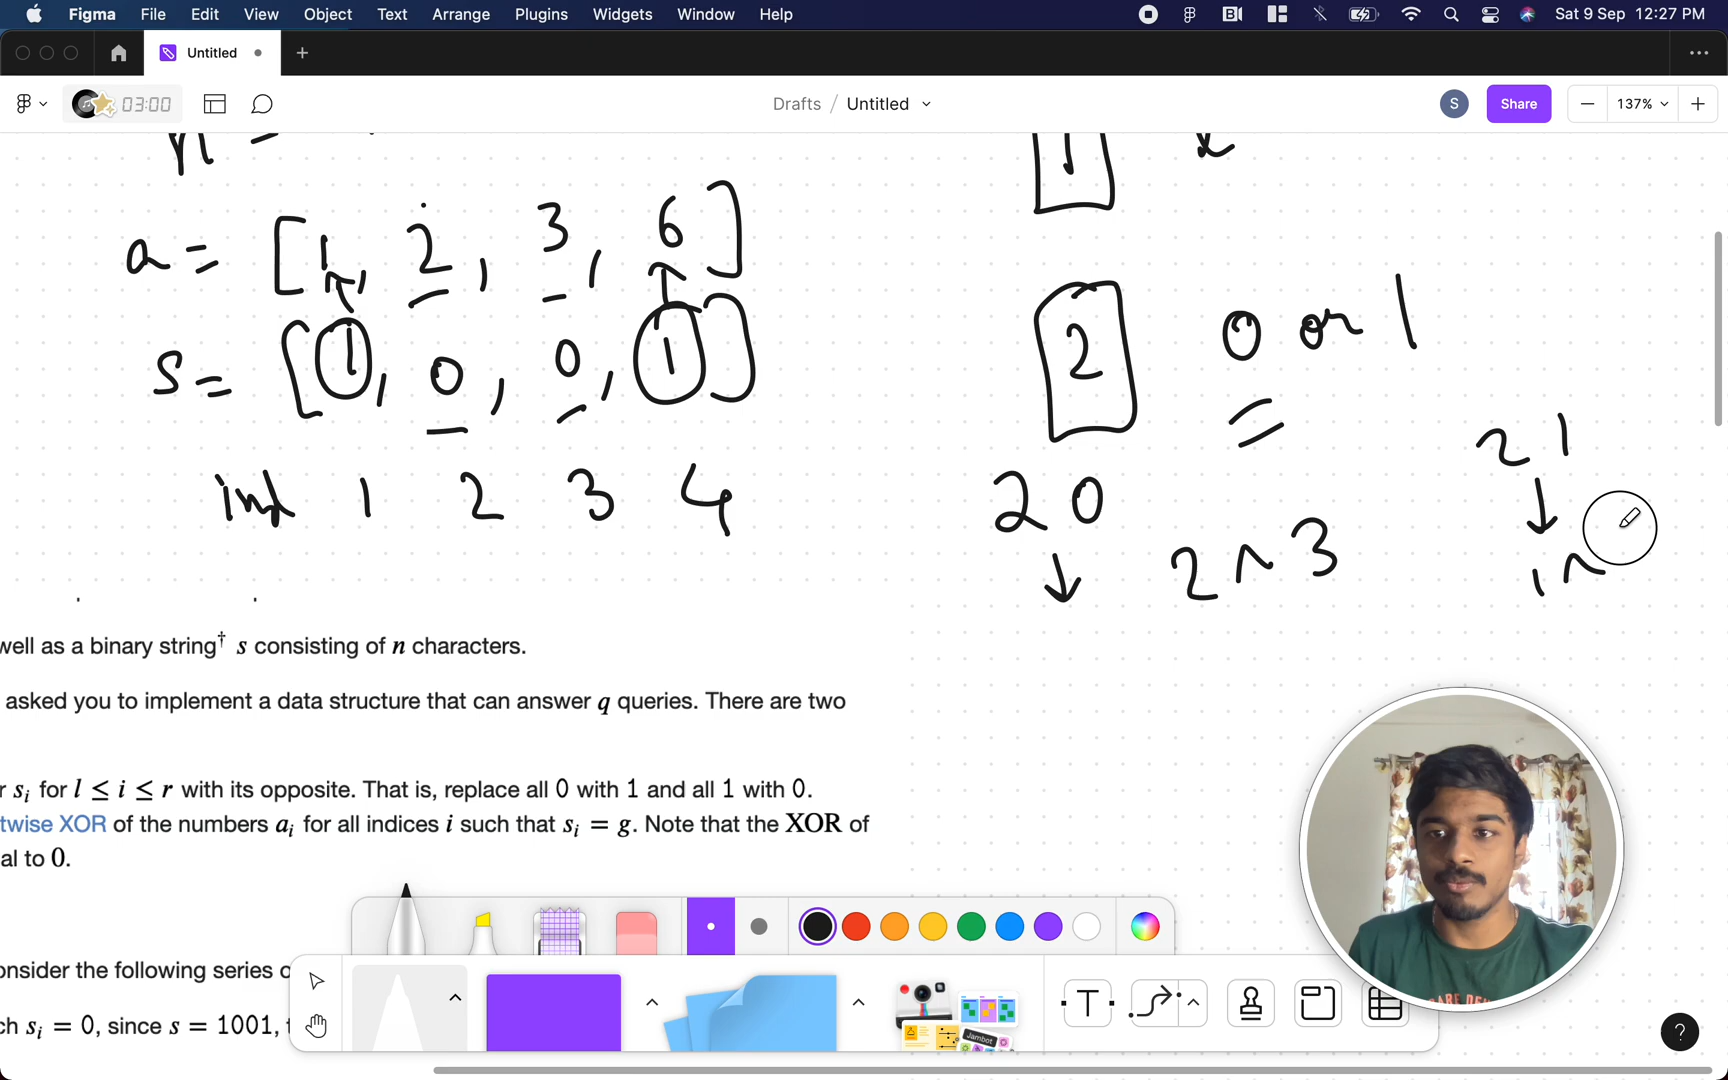 Figma File Edit View Object Text Arrange Plugins Widgets Window Help
Sat 9 Sep 12:27 PM
Untitled
03:00
Drafts / Untitled
S
Share
137%
n =
a = [1, 2, 3, 6]
s = [1, 0, 0, 1]
ind 1 2 3 4
1
2 0 or 1
2 0
2 ^ 3
2 1
1 ^
well as a binary string† s consisting of n characters.
asked you to implement a data structure that can answer q queries. There are two
r sᵢ for l ≤ i ≤ r with its opposite. That is, replace all 0 with 1 and all 1 with 0.
twise XOR of the numbers aᵢ for all indices i such that sᵢ = g. Note that the XOR of
al to 0.
onsider the following series o
ch sᵢ = 0, since s = 1001, t
T
Jambot
?